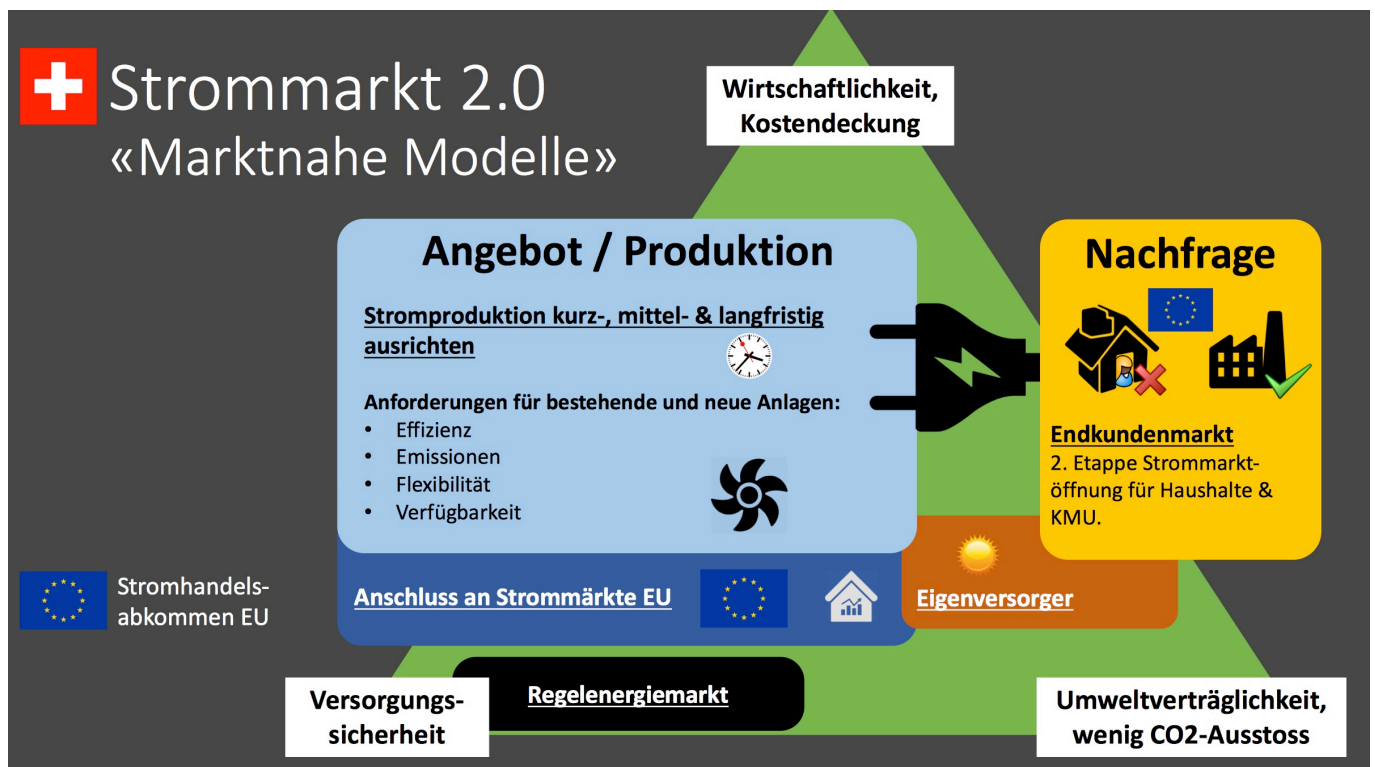 Strommarkt 2.0
«Marktnahe Modelle»
Wirtschaftlichkeit,
Kostendeckung
Angebot / Produktion
Stromproduktion kurz-, mittel- & langfristig
ausrichten
Anforderungen für bestehende und neue Anlagen:
• Effizienz
• Emissionen
• Flexibilität
• Verfügbarkeit
Nachfrage
Endkundenmarkt
2. Etappe Strommarkt-
öffnung für Haushalte &
KMU.
Stromhandels-
abkommen EU
Anschluss an Strommärkte EU
Eigenversorger
Versorgungs-
sicherheit
Regelenergiemarkt
Umweltverträglichkeit,
wenig CO2-Ausstoss